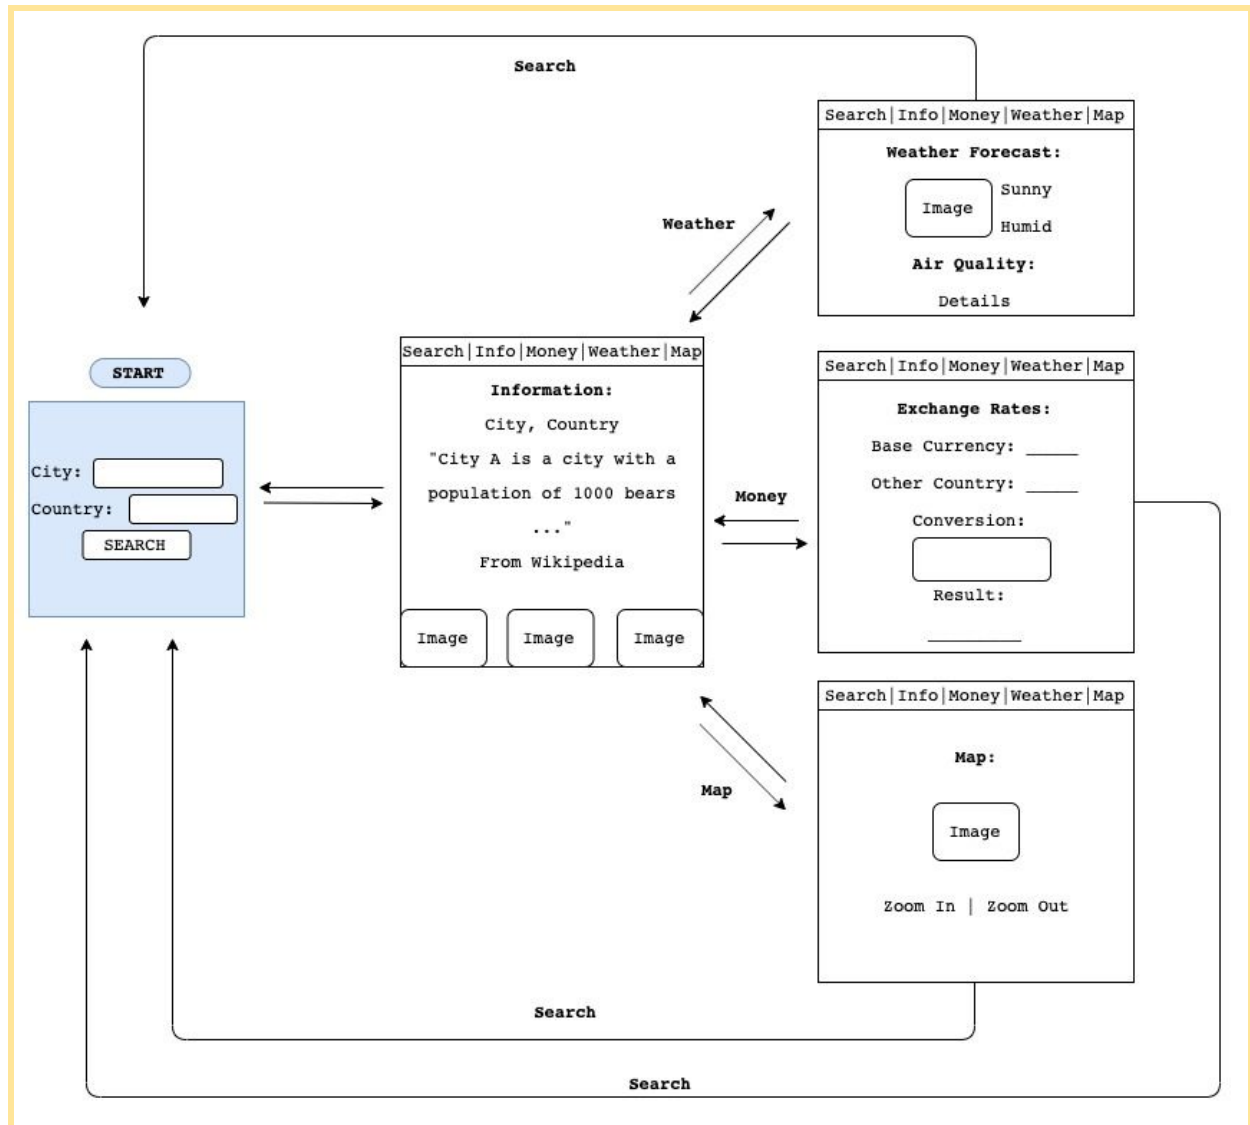 Search
Search|Info|Money|Weather|Map
Weather Forecast:
Image
Sunny
Humid
Air Quality:
Details
Weather
START
City:
Country:
SEARCH
Search|Info|Money|Weather|Map
Information:
City, Country
"City A is a city with a
population of 1000 bears
..."
From Wikipedia
Image Image Image
Money
Search|Info|Money|Weather|Map
Exchange Rates:
Base Currency: _____
Other Country: _____
Conversion:
Result:
_________
Map
Search|Info|Money|Weather|Map
Map:
Image
Zoom In | Zoom Out
Search
Search